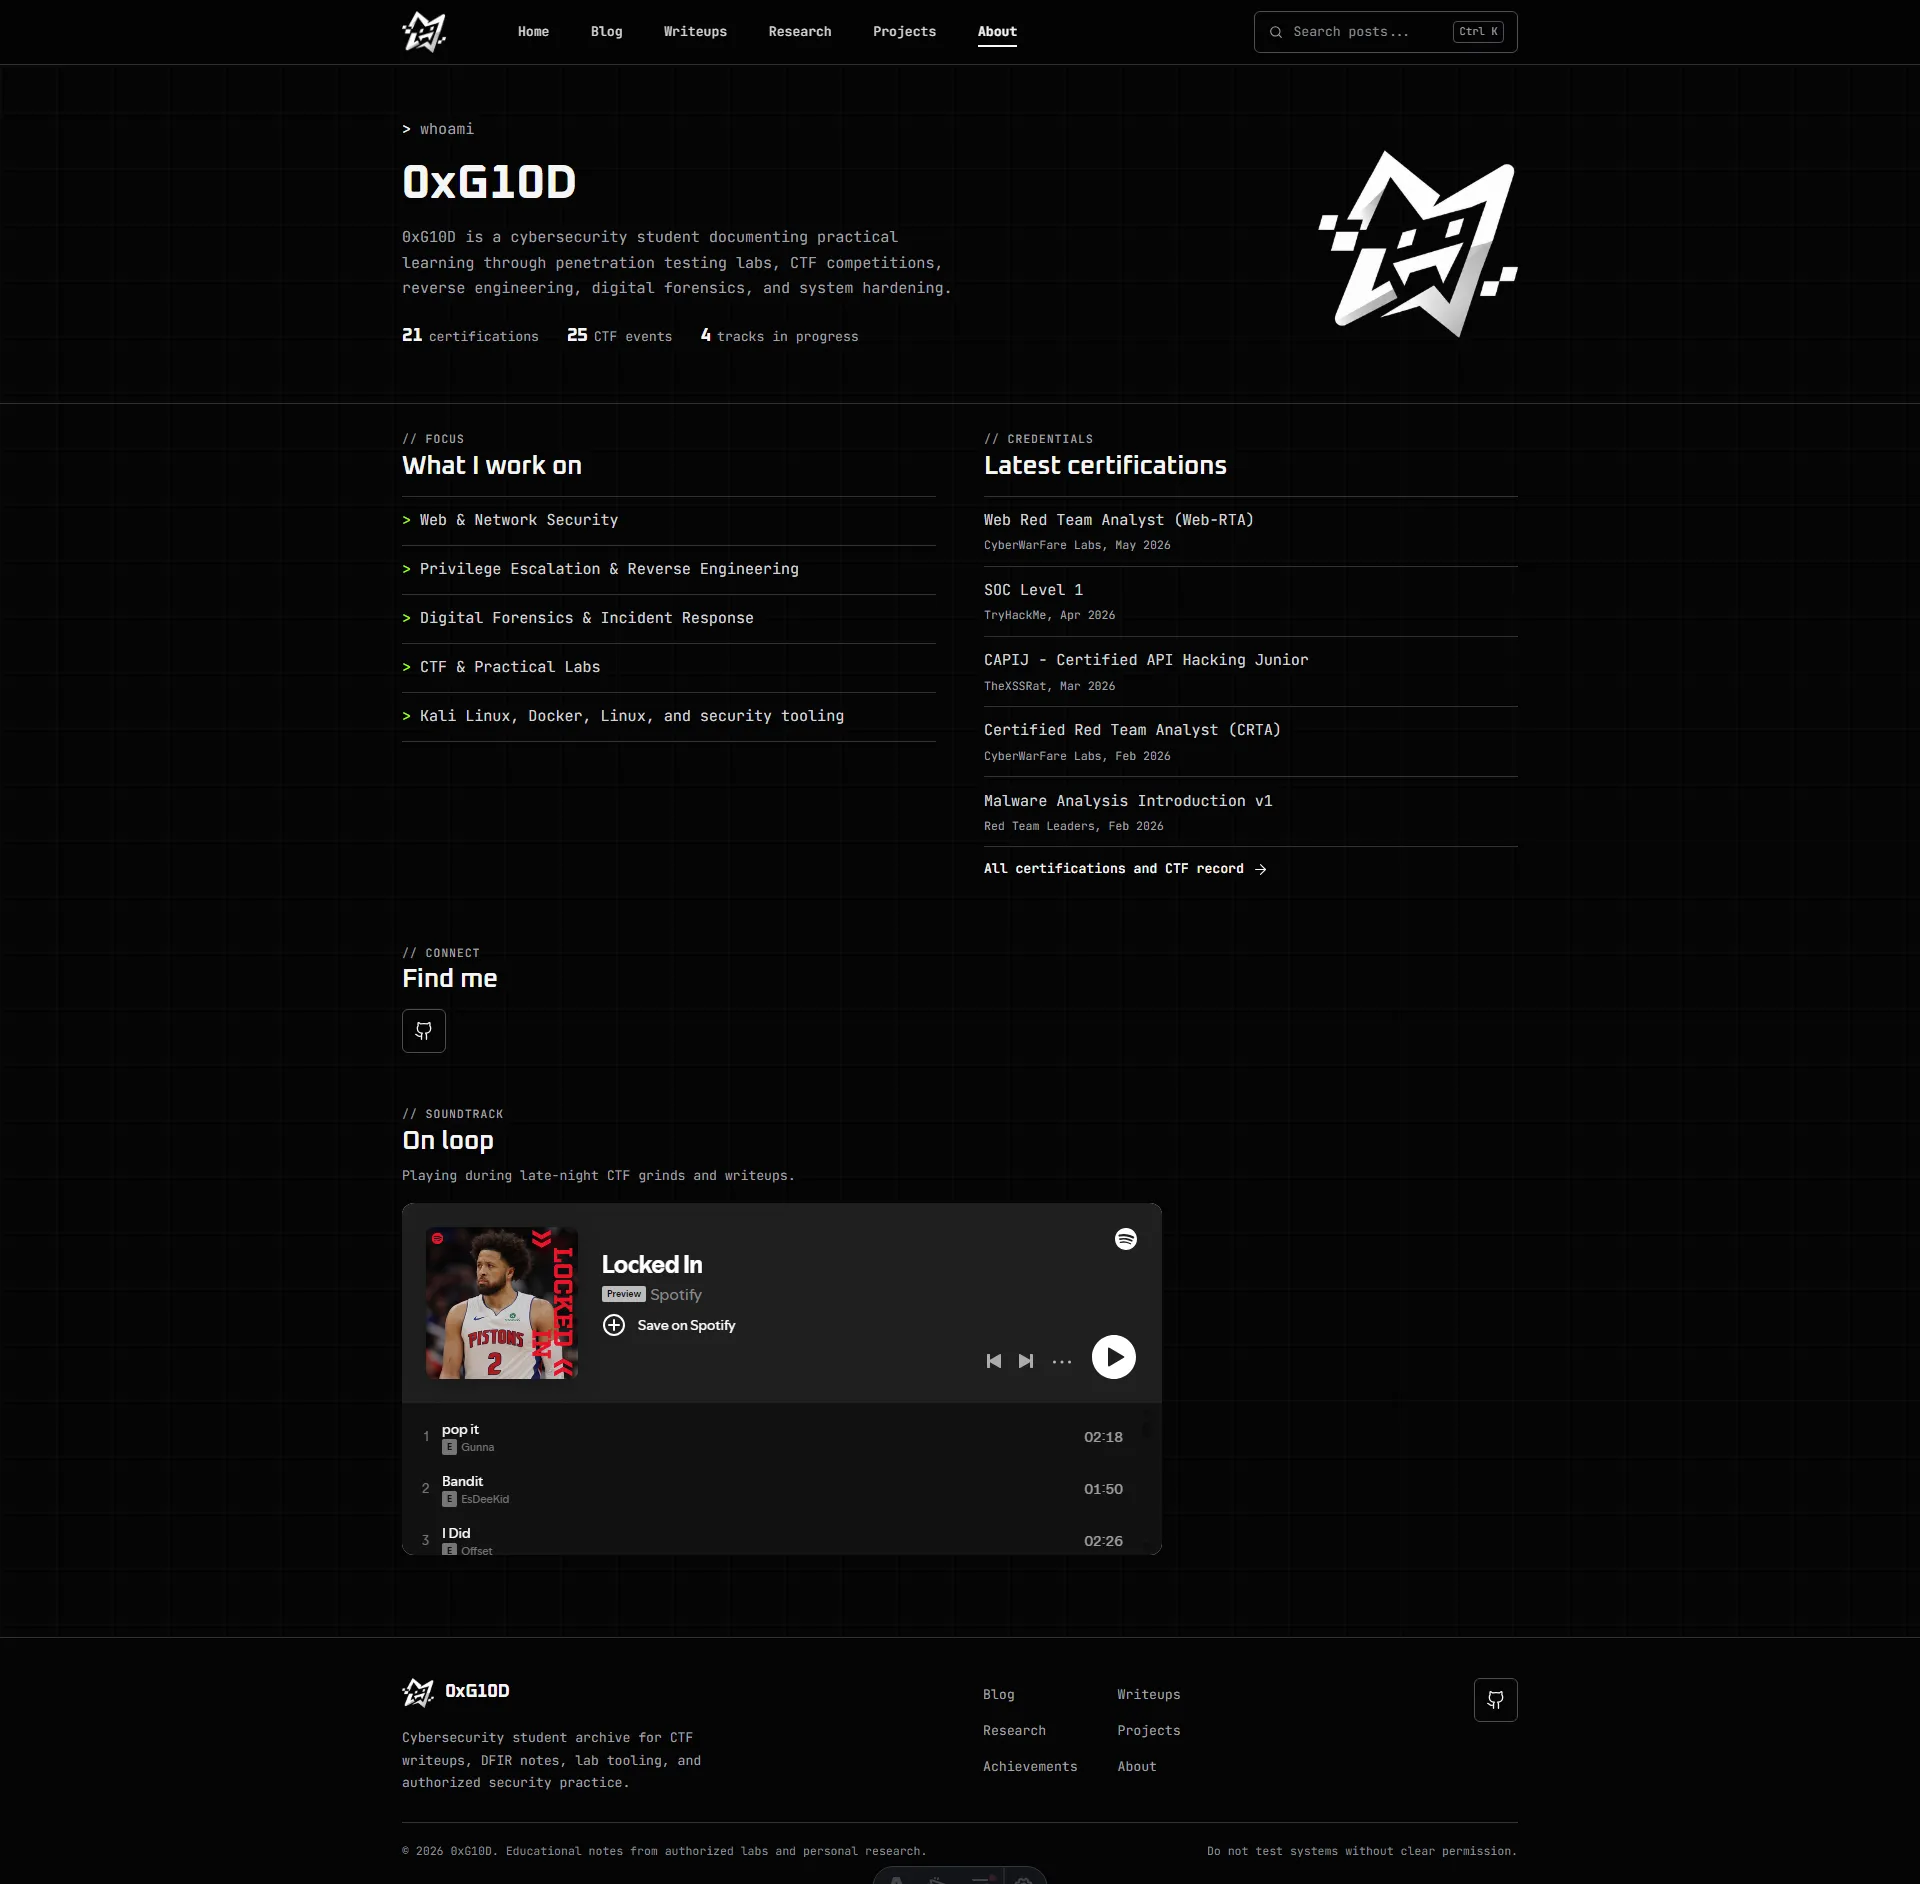 Home Blog Writeups Research Projects About Search posts... Ctrl K
> whoami
0xG10D
0xG10D is a cybersecurity student documenting practical
learning through penetration testing labs, CTF competitions,
reverse engineering, digital forensics, and system hardening.
21 certifications 25 CTF events 4 tracks in progress
// FOCUS
What I work on
> Web & Network Security
> Privilege Escalation & Reverse Engineering
> Digital Forensics & Incident Response
> CTF & Practical Labs
> Kali Linux, Docker, Linux, and security tooling
// CREDENTIALS
Latest certifications
Web Red Team Analyst (Web-RTA)
CyberWarFare Labs, May 2026
SOC Level 1
TryHackMe, Apr 2026
CAPIJ - Certified API Hacking Junior
TheXSSRat, Mar 2026
Certified Red Team Analyst (CRTA)
CyberWarFare Labs, Feb 2026
Malware Analysis Introduction v1
Red Team Leaders, Feb 2026
All certifications and CTF record →
// CONNECT
Find me
// SOUNDTRACK
On loop
Playing during late-night CTF grinds and writeups.
LOCKED IN
PISTONS
2
Locked In
Preview Spotify
Save on Spotify
1 pop it 02:18
E Gunna
2 Bandit 01:50
E EsDeeKid
3 I Did 02:26
E Offset
0xG10D
Cybersecurity student archive for CTF
writeups, DFIR notes, lab tooling, and
authorized security practice.
Blog Writeups
Research Projects
Achievements About
© 2026 0xG10D. Educational notes from authorized labs and personal research.
Do not test systems without clear permission.